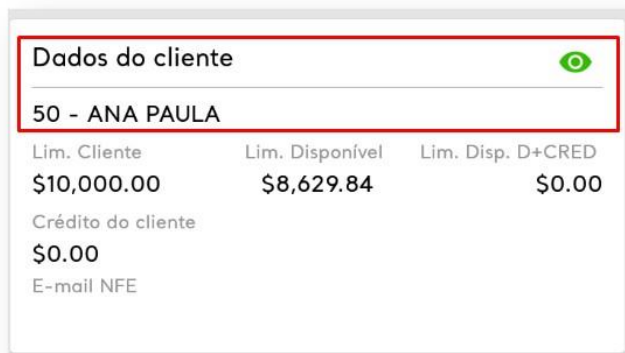 Dados do cliente
50 - ANA PAULA
Lim. Cliente Lim. Disponível Lim. Disp. D+CRED
$10,000.00 $8,629.84 $0.00
Crédito do cliente
$0.00
E-mail NFE